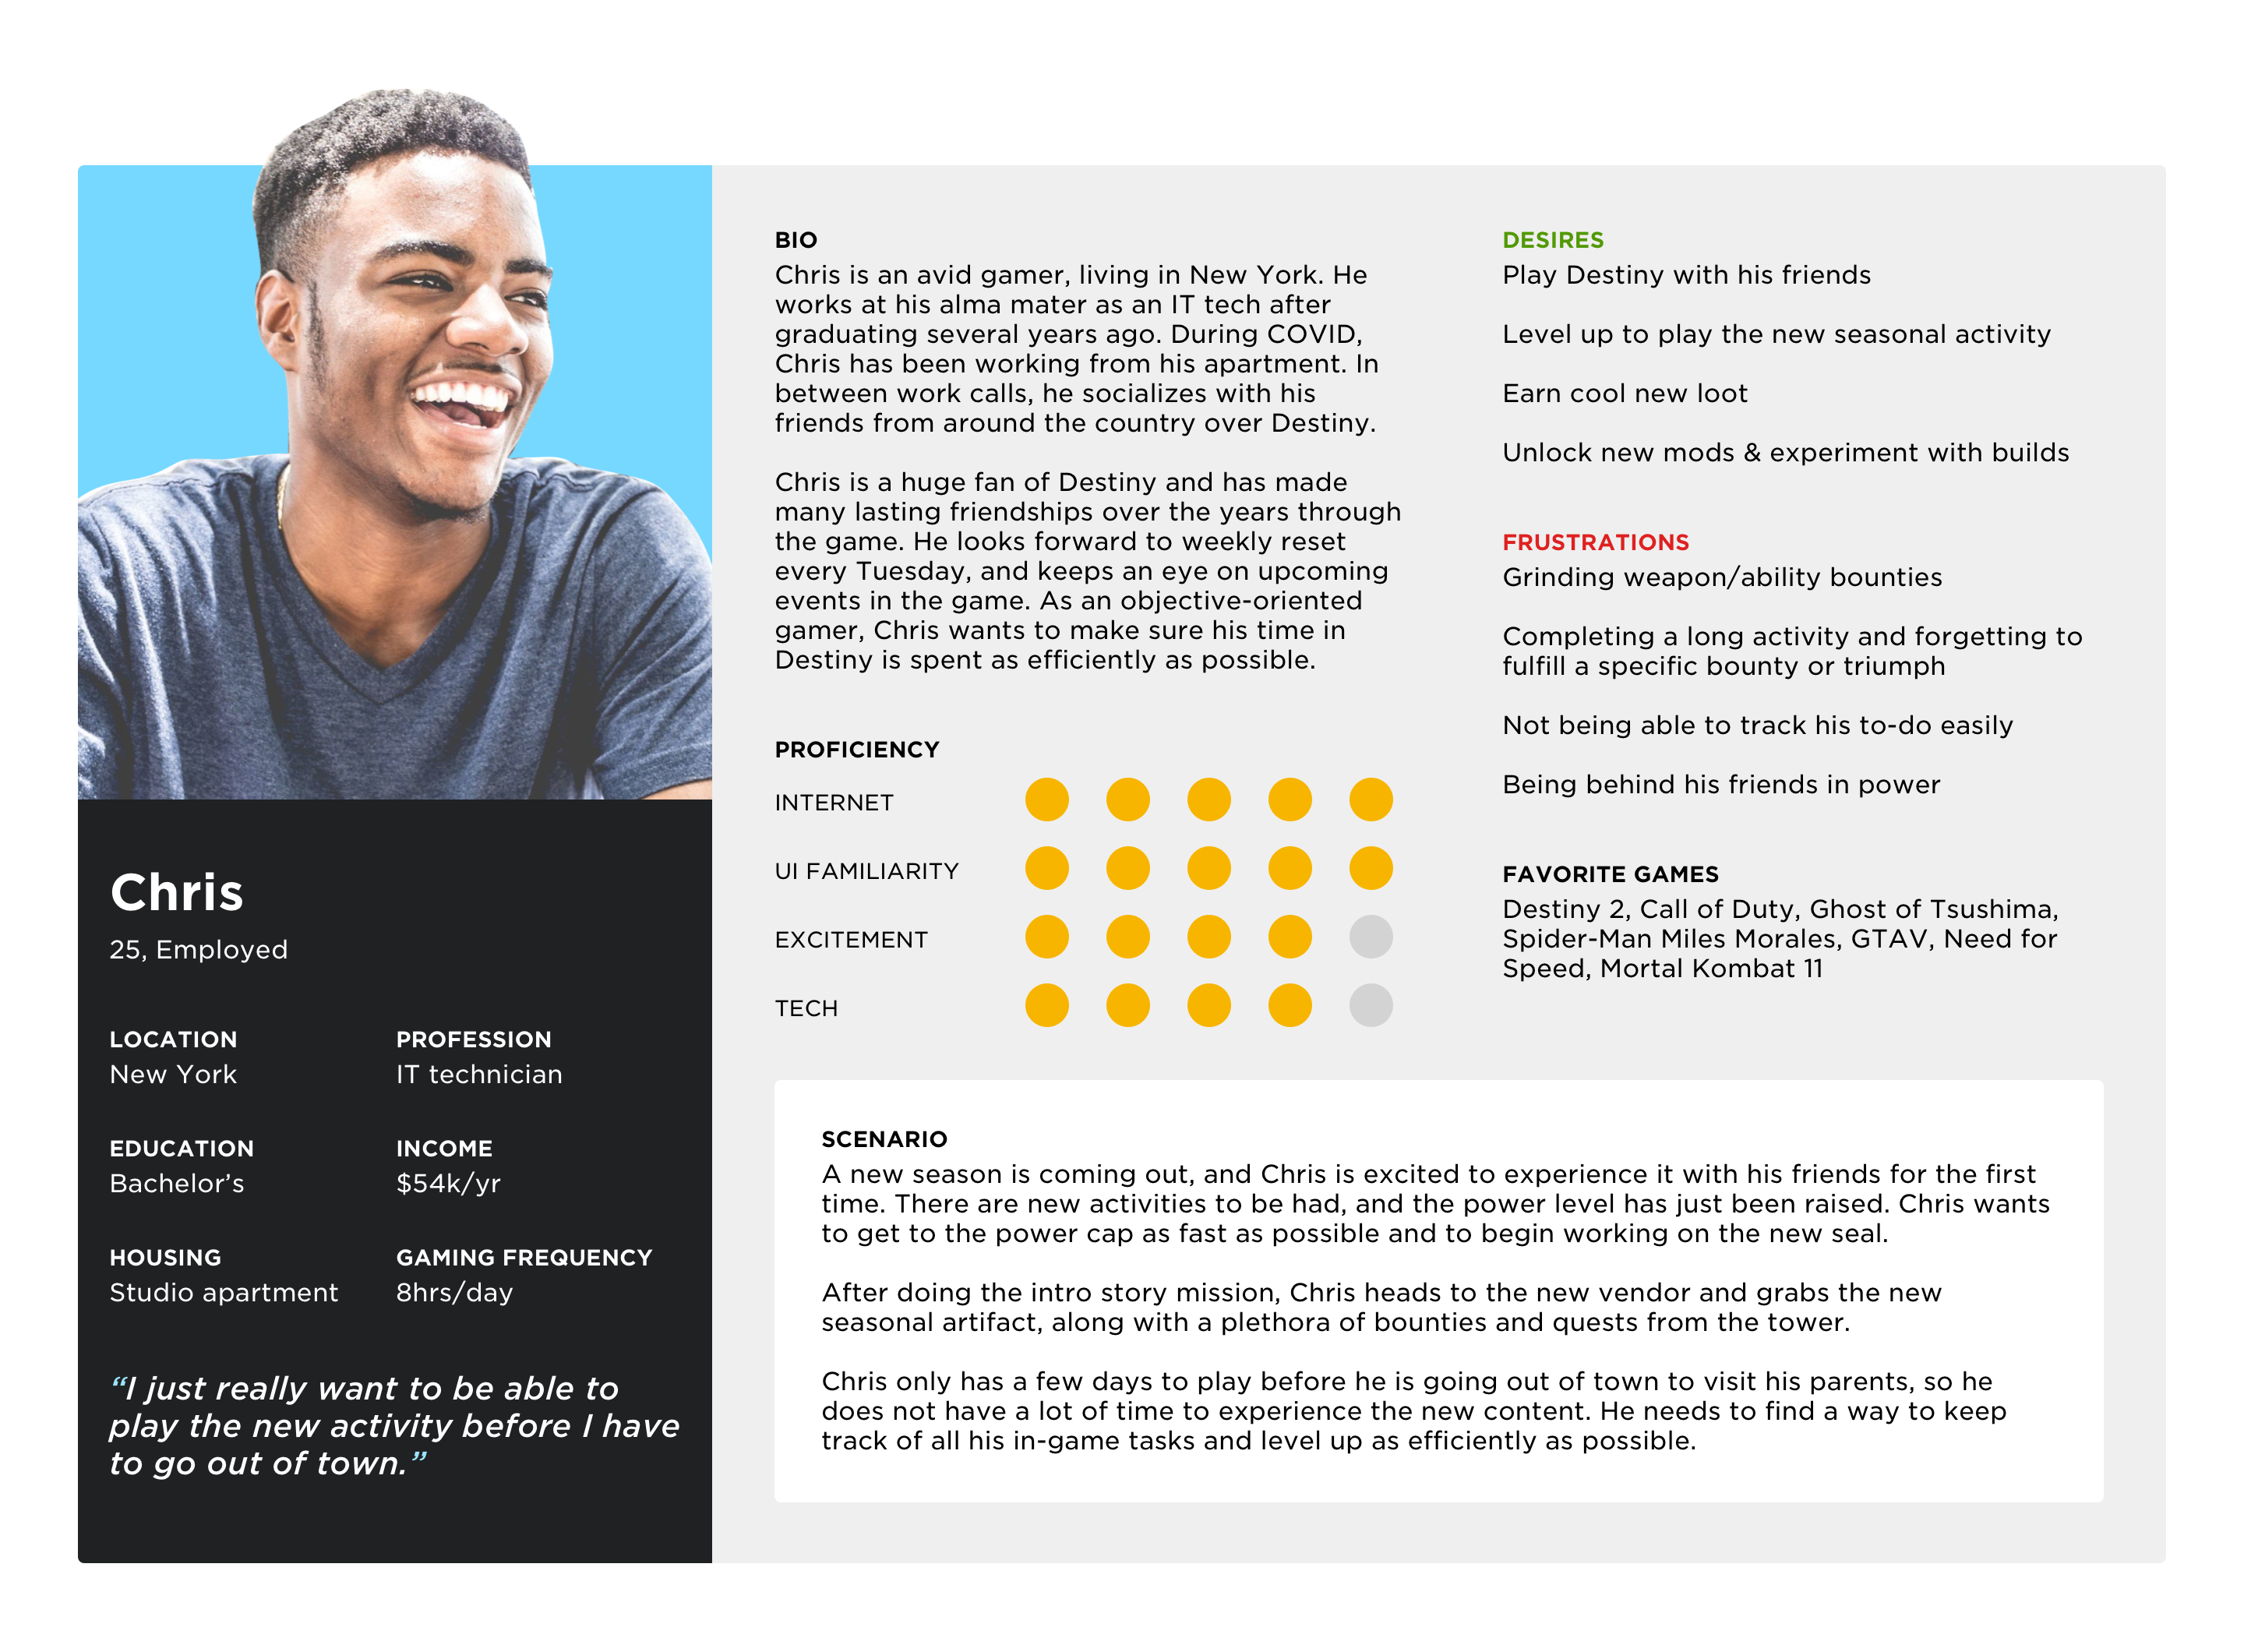 Chris
25, Employed
LOCATION
New York
PROFESSION
IT technician
EDUCATION
Bachelor’s
INCOME
$54k/yr
HOUSING
Studio apartment
GAMING FREQUENCY
8hrs/day
“I just really want to be able to
play the new activity before I have
to go out of town.”
BIO
Chris is an avid gamer, living in New York. He
works at his alma mater as an IT tech after
graduating several years ago. During COVID,
Chris has been working from his apartment. In
between work calls, he socializes with his
friends from around the country over Destiny.
Chris is a huge fan of Destiny and has made
many lasting friendships over the years through
the game. He looks forward to weekly reset
every Tuesday, and keeps an eye on upcoming
events in the game. As an objective-oriented
gamer, Chris wants to make sure his time in
Destiny is spent as efficiently as possible.
PROFICIENCY
INTERNET
UI FAMILIARITY
EXCITEMENT
TECH
DESIRES
Play Destiny with his friends
Level up to play the new seasonal activity
Earn cool new loot
Unlock new mods & experiment with builds
FRUSTRATIONS
Grinding weapon/ability bounties
Completing a long activity and forgetting to
fulfill a specific bounty or triumph
Not being able to track his to-do easily
Being behind his friends in power
FAVORITE GAMES
Destiny 2, Call of Duty, Ghost of Tsushima,
Spider-Man Miles Morales, GTAV, Need for
Speed, Mortal Kombat 11
SCENARIO
A new season is coming out, and Chris is excited to experience it with his friends for the first
time. There are new activities to be had, and the power level has just been raised. Chris wants
to get to the power cap as fast as possible and to begin working on the new seal.
After doing the intro story mission, Chris heads to the new vendor and grabs the new
seasonal artifact, along with a plethora of bounties and quests from the tower.
Chris only has a few days to play before he is going out of town to visit his parents, so he
does not have a lot of time to experience the new content. He needs to find a way to keep
track of all his in-game tasks and level up as efficiently as possible.